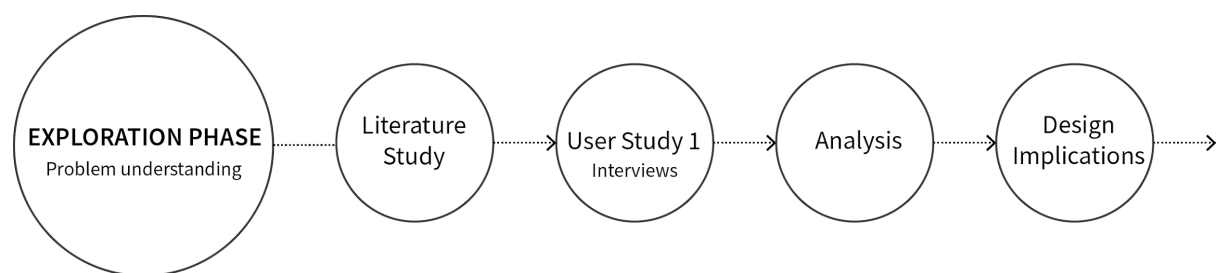 EXPLORATION PHASE
Problem understanding
Literature
Study
User Study 1
Interviews
Analysis
Design
Implications